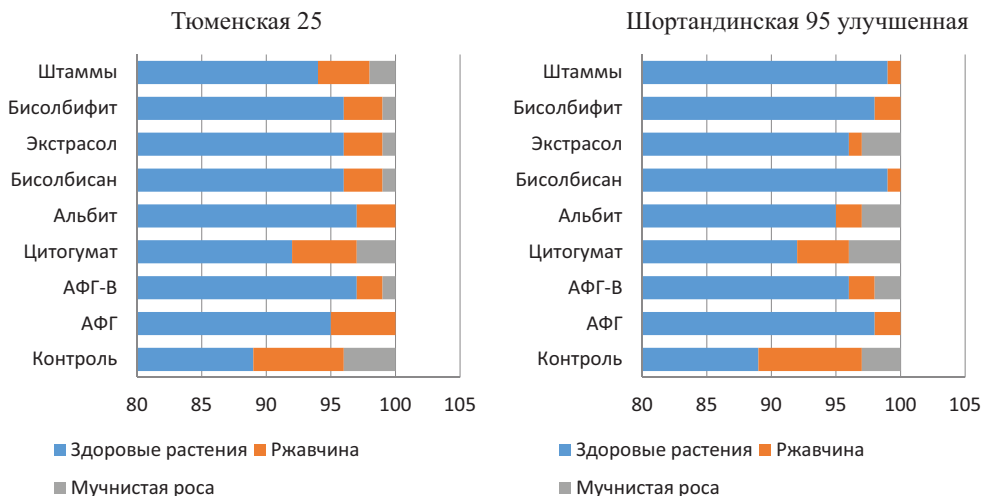 Тюменская 25
Штаммы
Бисолбифит
Экстрасол
Бисолбисан
Альбит
Цитогумат
АФГ-В
АФГ
Контроль
80 85 90 95 100 105
Здоровые растения Ржавчина
Мучнистая роса
Шортандинская 95 улучшенная
Штаммы
Бисолбифит
Экстрасол
Бисолбисан
Альбит
Цитогумат
АФГ-В
АФГ
Контроль
80 85 90 95 100 105
Здоровые растения Ржавчина
Мучнистая роса